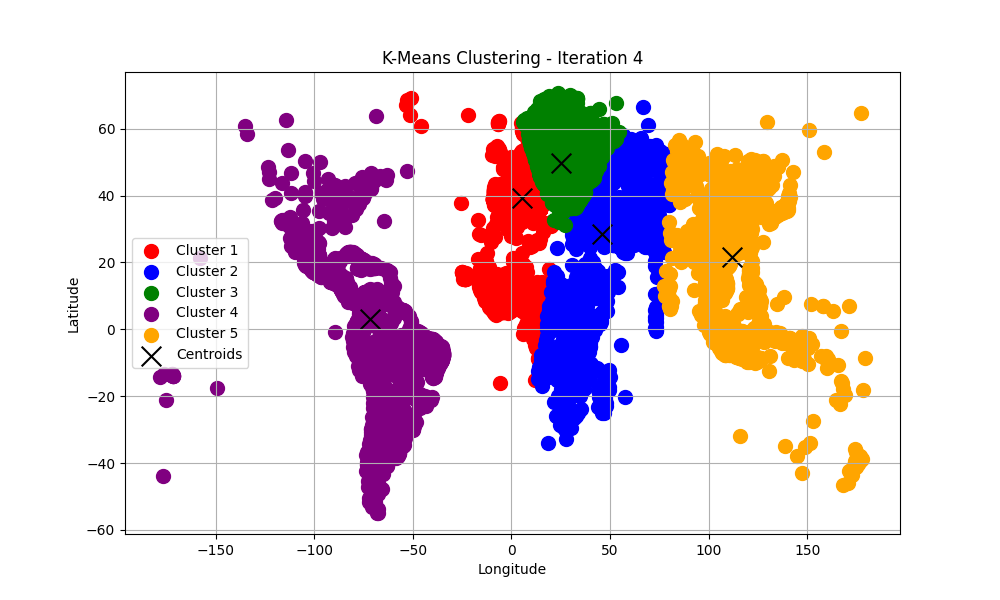 K-Means Clustering - Iteration 4
60
40
20
0
−20
−40
−60
Latitude
Cluster 1
Cluster 2
Cluster 3
Cluster 4
Cluster 5
Centroids
−150 −100 −50 0 50 100 150
Longitude